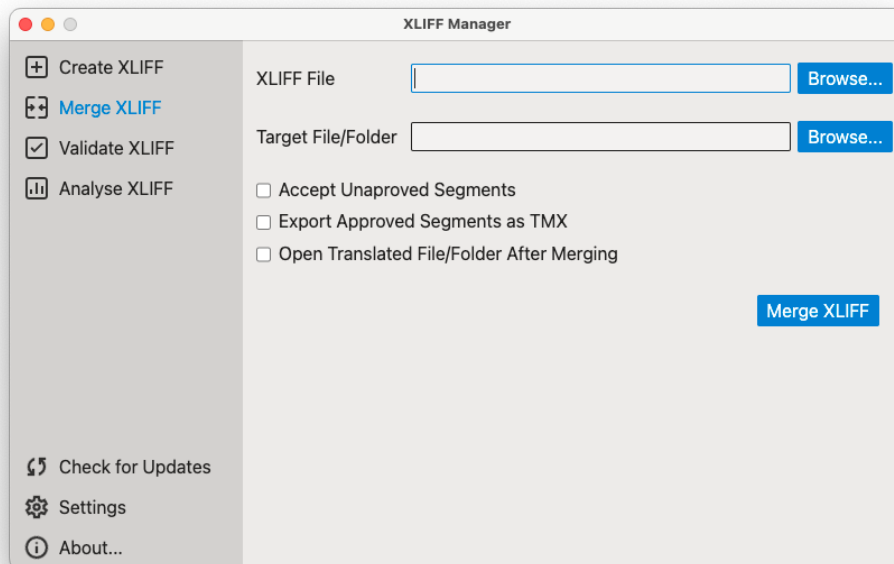 XLIFF Manager
Create XLIFF
Merge XLIFF
Validate XLIFF
Analyse XLIFF
Check for Updates
Settings
About...
XLIFF File
Browse...
Target File/Folder
Browse...
Accept Unaproved Segments
Export Approved Segments as TMX
Open Translated File/Folder After Merging
Merge XLIFF